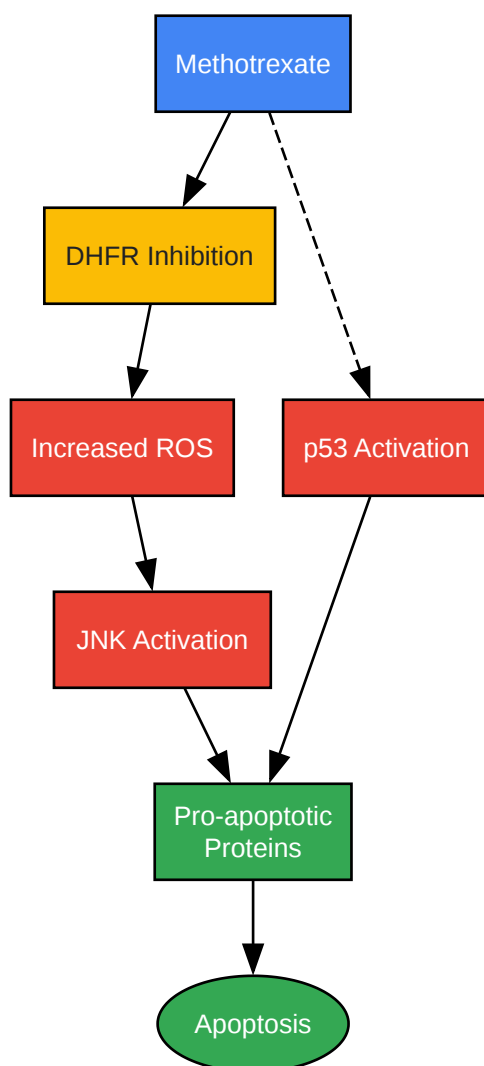 Methotrexate
DHFR Inhibition
Increased ROS
p53 Activation
JNK Activation
Pro-apoptotic
Proteins
Apoptosis